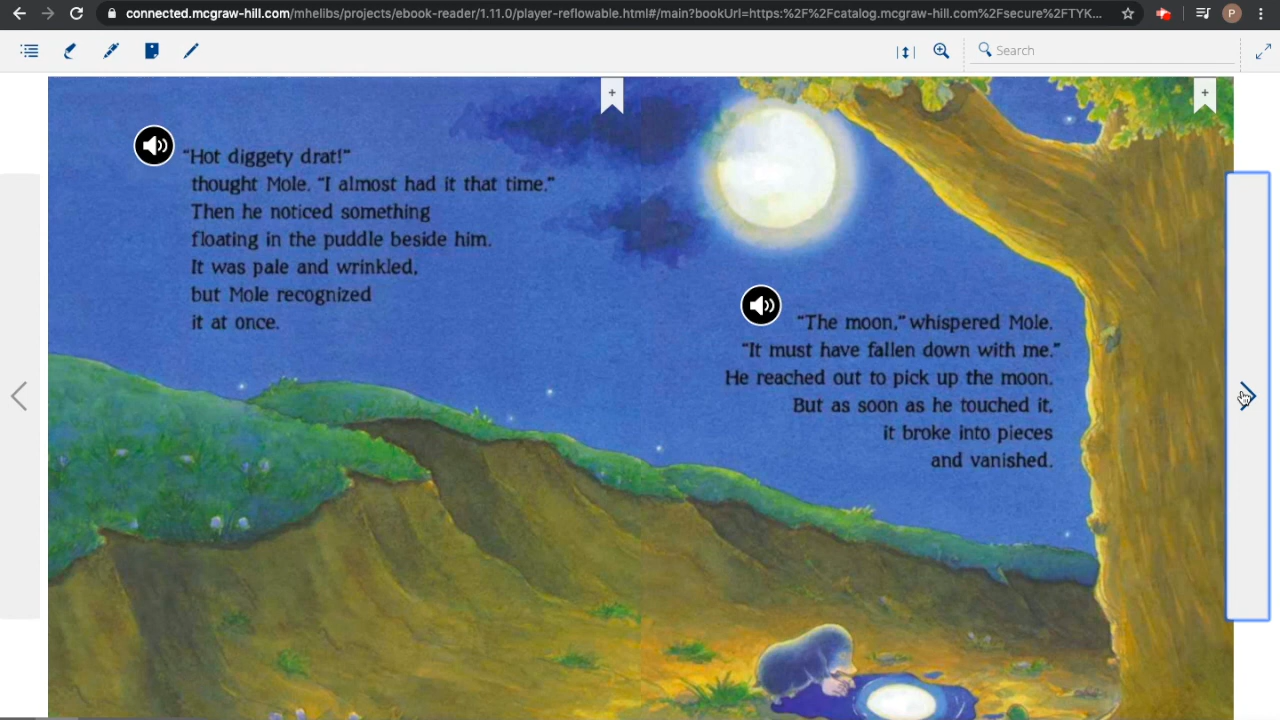 connected.mcgraw-hill.com/mhelibs/projects/ebook-reader/1.11.0/player-reflowable.html#/main?bookUrl=https:%2F%2Fcatalog.mcgraw-hill.com%2Fsecure%2FTYK...
P
Search
+
+
“Hot diggety drat!”
thought Mole. “I almost had it that time.”
Then he noticed something
floating in the puddle beside him.
It was pale and wrinkled,
but Mole recognized
it at once.
“The moon,” whispered Mole.
“It must have fallen down with me.”
He reached out to pick up the moon.
But as soon as he touched it,
it broke into pieces
and vanished.